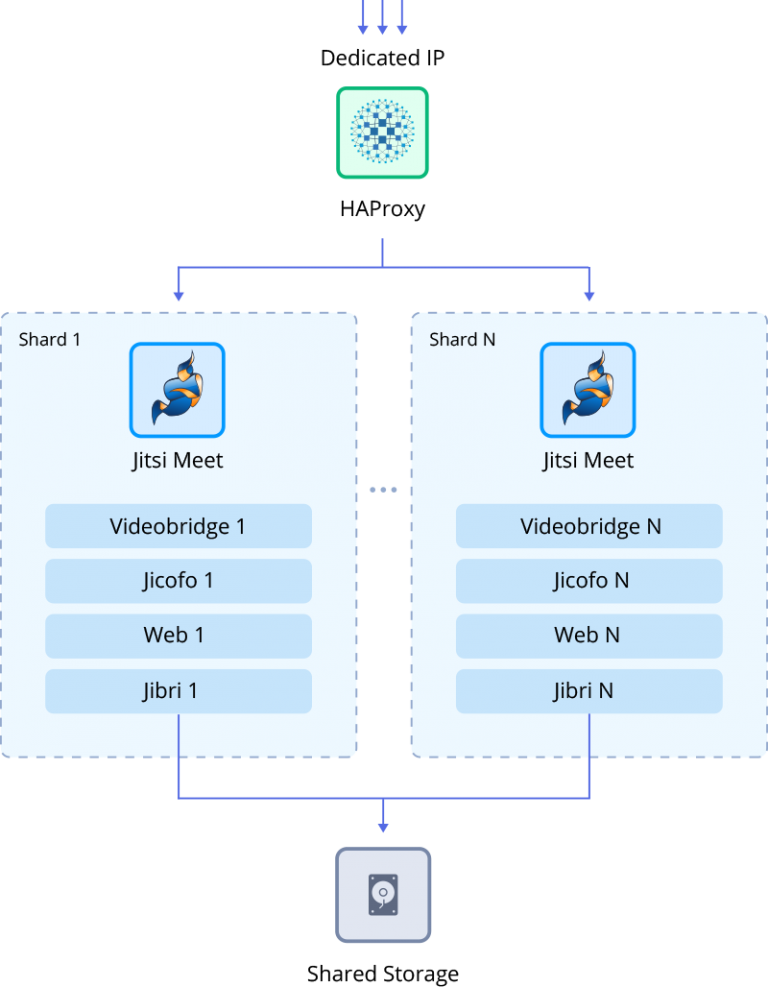 Dedicated IP
HAProxy
Shard 1
Jitsi Meet
Videobridge 1
Jicofo 1
Web 1
Jibri 1
...
Shard N
Jitsi Meet
Videobridge N
Jicofo N
Web N
Jibri N
Shared Storage